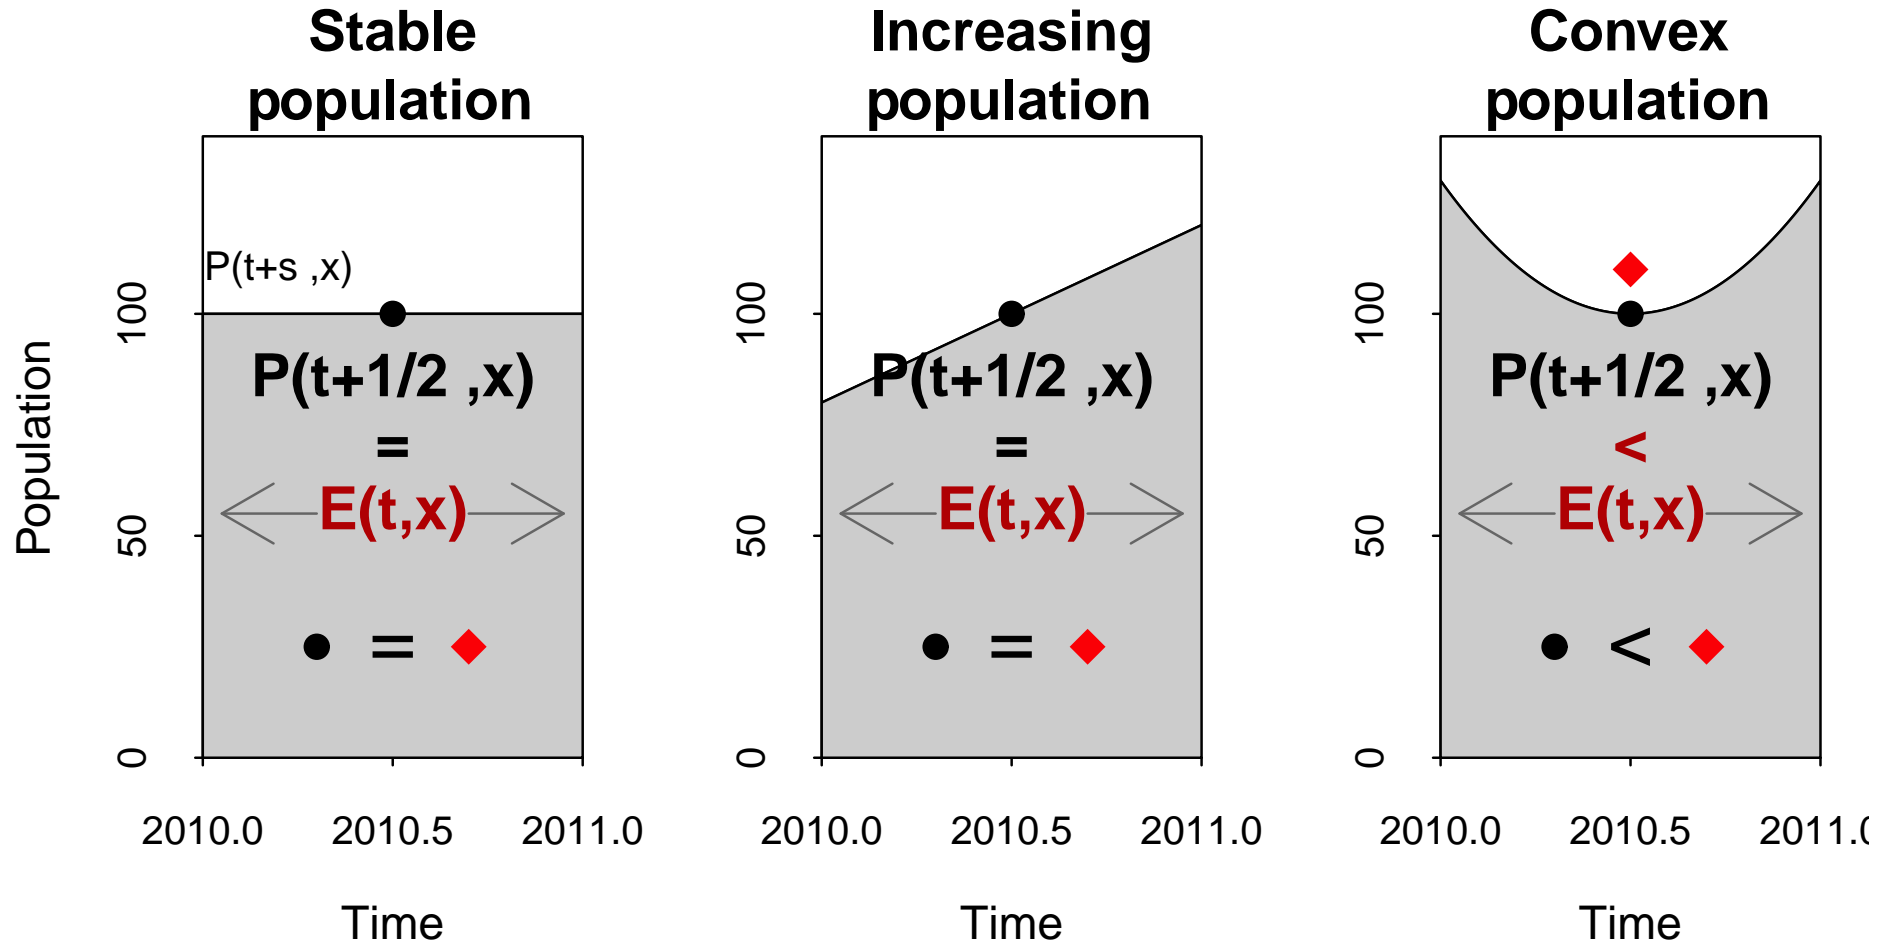 Stable
population
Population
0
50
100
P(t+s ,x)
P(t+1/2 ,x)
=
E(t,x)
=
2010.0 2010.5 2011.0
Time
Increasing
population
0
50
100
P(t+1/2 ,x)
=
E(t,x)
=
2010.0 2010.5 2011.0
Time
Convex
population
0
50
100
P(t+1/2 ,x)
<
E(t,x)
<
2010.0 2010.5 2011.0
Time